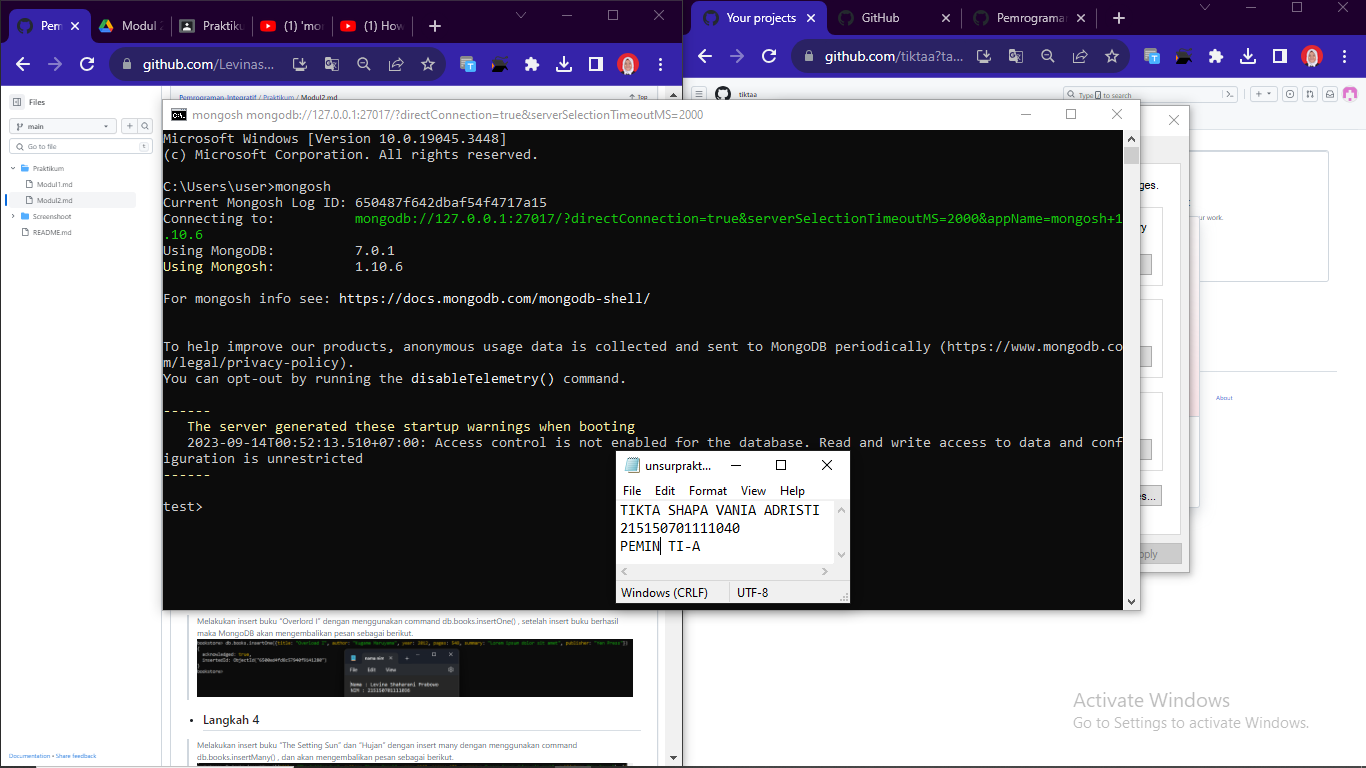 Pem
Modul
Praktiku
(1) 'mo
(1) How
github.com/Levinas...
Your projects
GitHub
Pemrograman
github.com/tiktaa?ta...
Files
main
Go to file
t
Praktikum
Modul1.md
Modul2.md
Screenshoot
README.md
Documentation • Share feedback
Pemrograman-Integratif / Praktikum / Modul2.md
Top
tiktaa
Type / to search
mongosh mongodb://127.0.0.1:27017/?directConnection=true&serverSelectionTimeoutMS=2000
Microsoft Windows [Version 10.0.19045.3448]
(c) Microsoft Corporation. All rights reserved.
C:\Users\user>mongosh
Current Mongosh Log ID: 650487f642dbaf54f4717a15
Connecting to:          mongodb://127.0.0.1:27017/?directConnection=true&serverSelectionTimeoutMS=2000&appName=mongosh+1
.10.6
Using MongoDB:          7.0.1
Using Mongosh:          1.10.6
For mongosh info see: https://docs.mongodb.com/mongodb-shell/
To help improve our products, anonymous usage data is collected and sent to MongoDB periodically (https://www.mongodb.co
m/legal/privacy-policy).
You can opt-out by running the disableTelemetry() command.
------
The server generated these startup warnings when booting
2023-09-14T00:52:13.510+07:00: Access control is not enabled for the database. Read and write access to data and conf
iguration is unrestricted
------
test>
unsurprakt...
File Edit Format View Help
TIKTA SHAPA VANIA ADRISTI
215150701111040
PEMIN TI-A
Windows (CRLF) UTF-8
ges.
ur work.
ry
s...
pply
About
Melakukan insert buku "Overlord I" dengan menggunakan command db.books.insertOne() , setelah insert buku berhasil
maka MongoDB akan mengembalikan pesan sebagai berikut.
acknowledged: true,
File Edit View
Nama : Levina Shaharani Prabowo
Langkah 4
Melakukan insert buku "The Setting Sun" dan "Hujan" dengan insert many dengan menggunakan command
db.books.insertMany() , dan akan mengembalikan pesan sebagai berikut.
Activate Windows
Go to Settings to activate Windows.